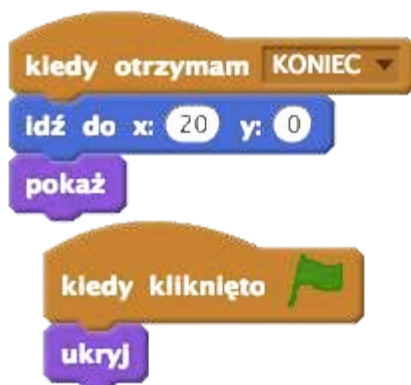 kiedy otrzymam KONIEC
idź do x: 20 y: 0
pokaż
kiedy kliknięto
ukryj